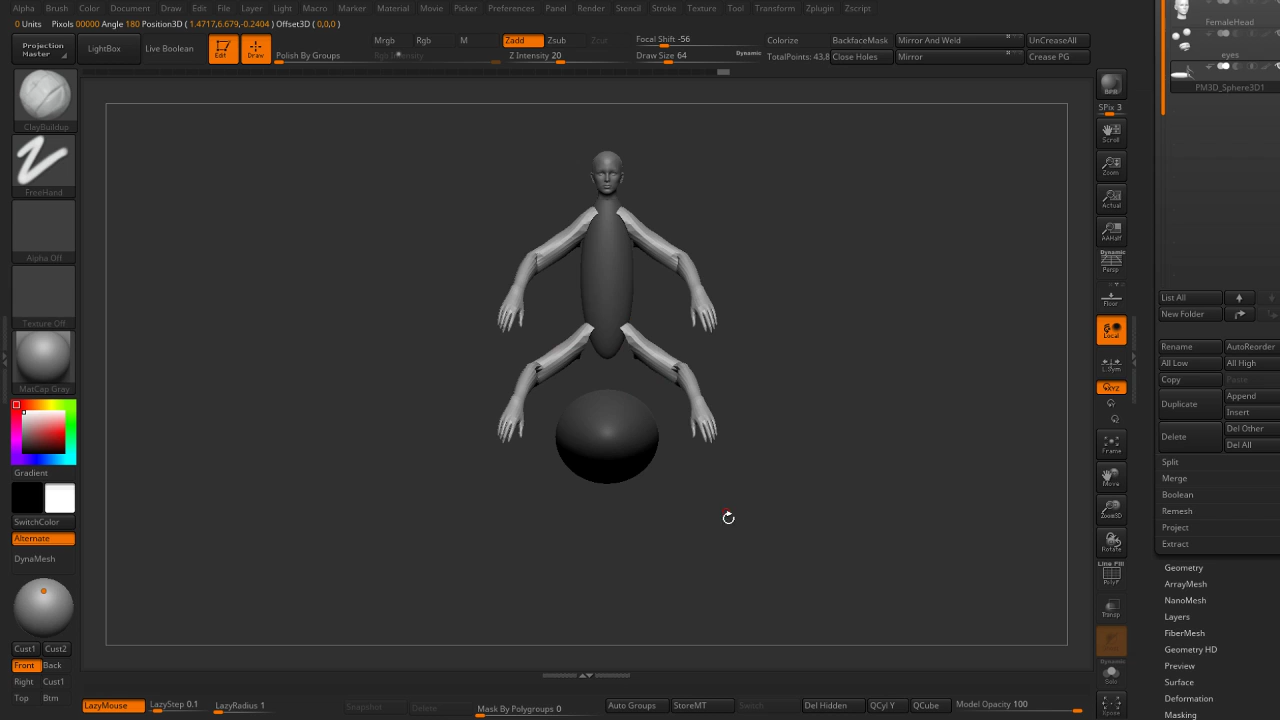 Alpha Brush Color Document Draw Edit File Layer Light Macro Marker Material Movie Picker Preferences Render Stencil Stroke Texture Tool Transform Zplugin Zscript
0 Units Pixols 00000 Angle 180 Position3D ( 1.4717,6.679,-0.2404 ) Offset3D ( 0,0,0 )
Projection
Master
LightBox
Live Boolean
Edit
Draw
Polish By Groups
Mrgb
Rgb
M
Rgb Intensity
Zadd
Zsub
Zcut
Z Intensity 20
Focal Shift -56
Draw Size 64
Dynamic
Colorize
TotalPoints: 43,8
BackfaceMask
Close Holes
Mirror And Weld
Mirror
UnCreaseAll
Crease PG
ClayBuildup
FreeHand
Alpha Off
Texture Off
MatCap Gray
Gradient
SwitchColor
Alternate
DynaMesh
Cust1 Cust2
Front Back
Right Cust1
Top Btm
BPR
SPix 3
Scroll
Zoom
Actual
AAHalf
Dynamic
Persp
Floor
Local
L.Sym
XYZ
Frame
Move
Zoom3D
Rotate
Line Fill
PolyF
Transp
Dynamic
Solo
Xpose
FemaleHead
eyes
PM3D_Sphere3D1
List All
New Folder
Rename AutoReorder
All Low All High
Copy Paste
Duplicate
Append
Insert
Delete
Del Other
Del All
Split
Merge
Boolean
Remesh
Project
Extract
Geometry
ArrayMesh
NanoMesh
Layers
FiberMesh
Geometry HD
Preview
Surface
Deformation
Masking
LazyMouse
LazyStep 0.1
LazyRadius 1
Snapshot
Delete
Mask By Polygroups 0
Auto Groups
StoreMT
Switch
Del Hidden
QCyl Y
QCube
Model Opacity 100